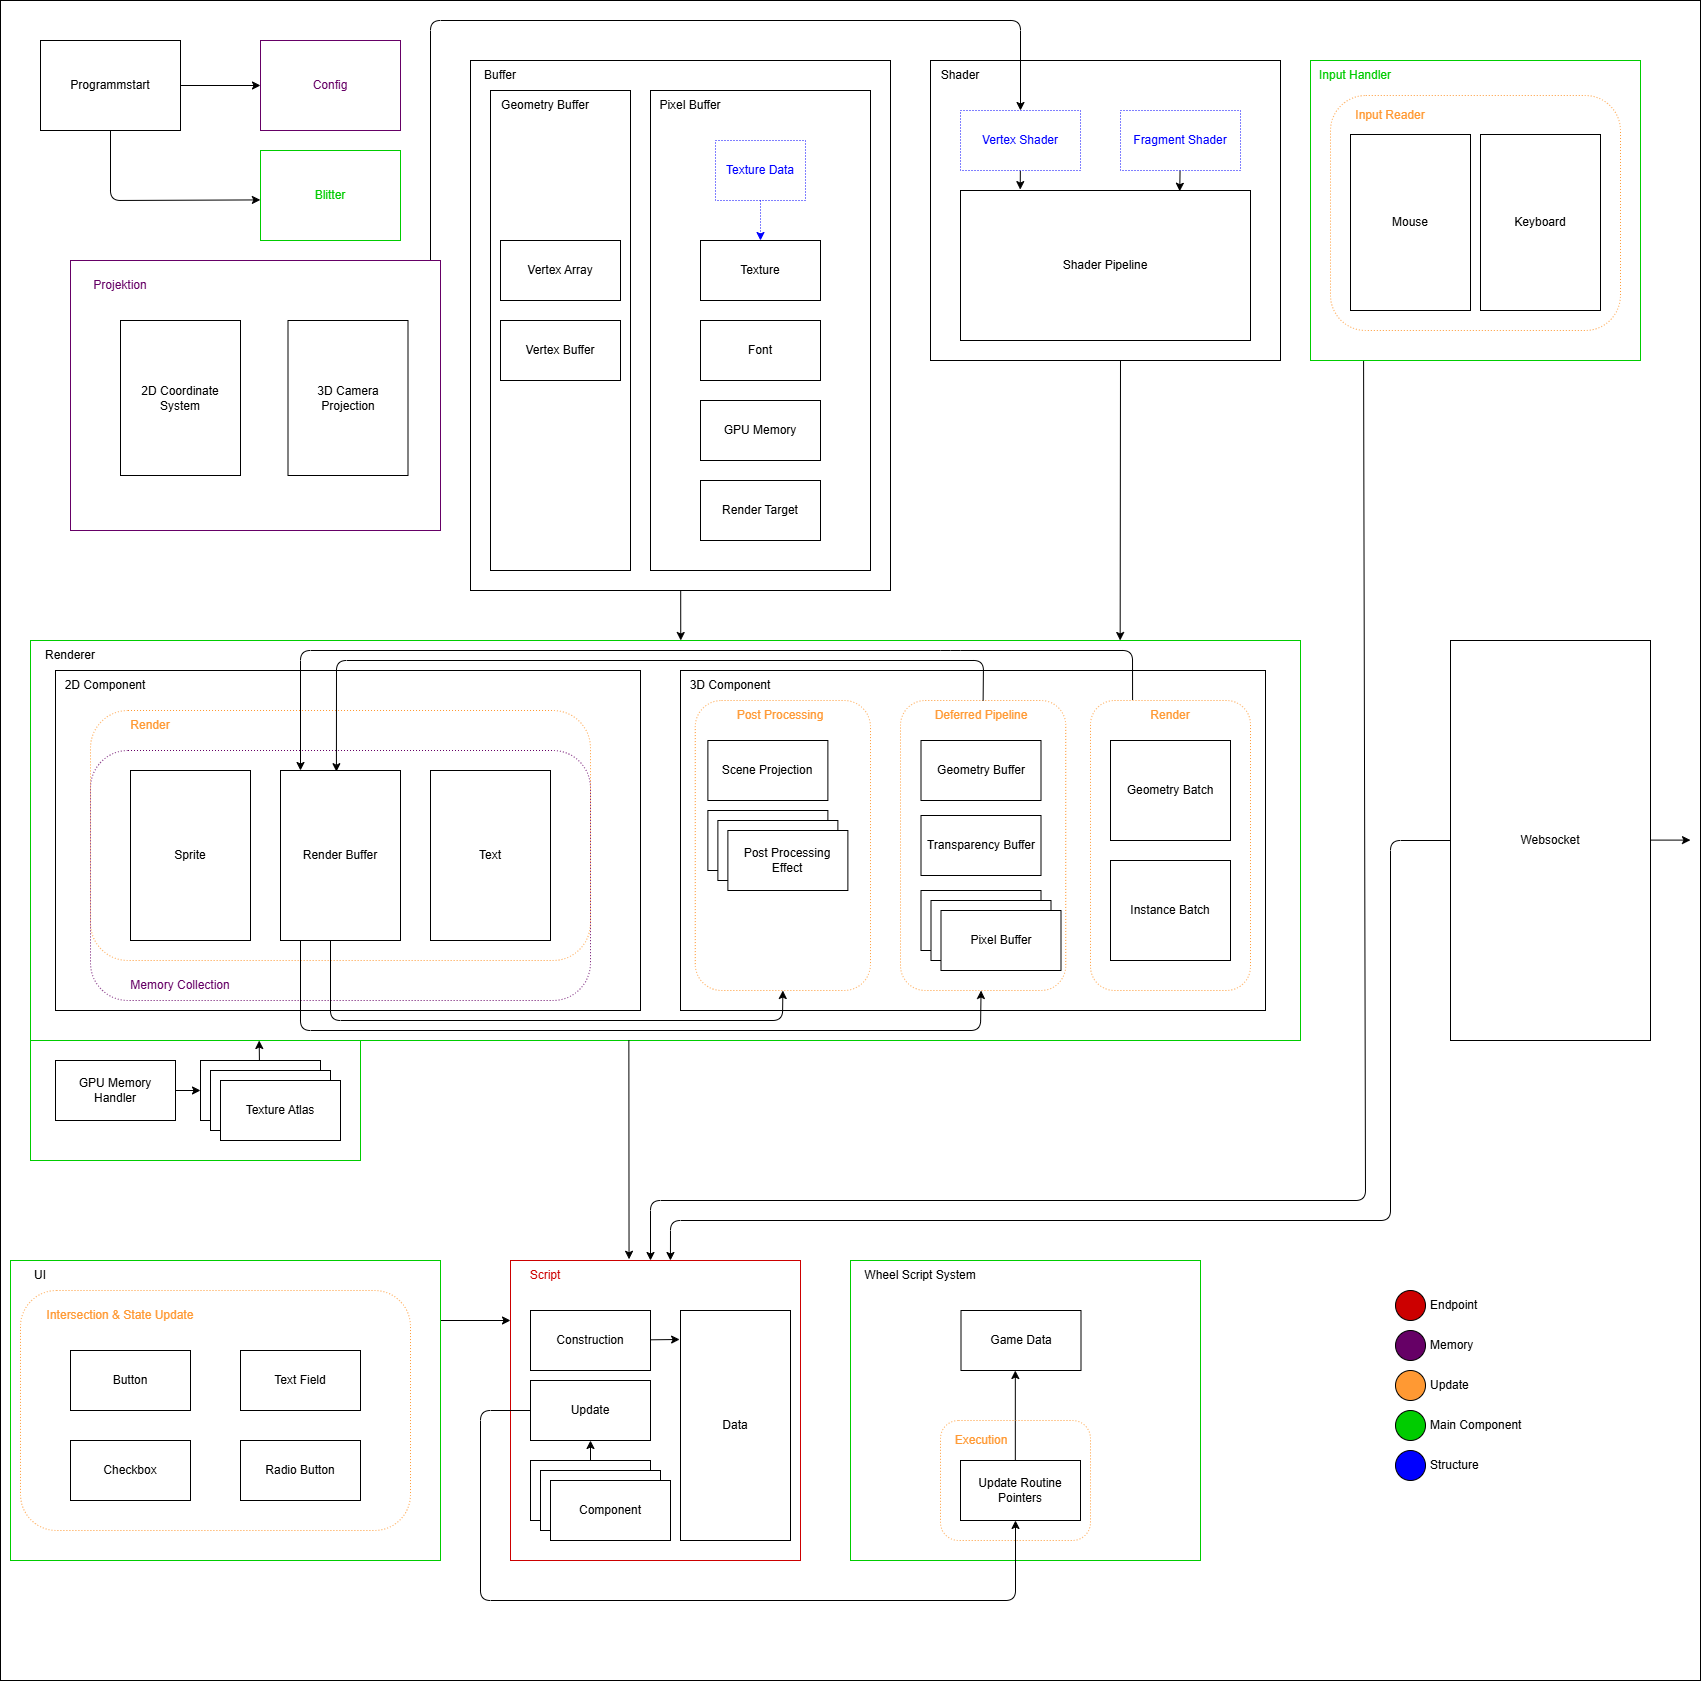 Programmstart
Config
Blitter
Projektion
2D Coordinate
System
3D Camera
Projection
Buffer
Geometry Buffer
Vertex Array
Vertex Buffer
Pixel Buffer
Texture Data
Texture
Font
GPU Memory
Render Target
Shader
Vertex Shader
Fragment Shader
Shader Pipeline
Input Handler
Input Reader
Mouse
Keyboard
Renderer
2D Component
Render
Sprite
Render Buffer
Text
Memory Collection
3D Component
Post Processing
Scene Projection
Post Processing
Effect
Deferred Pipeline
Geometry Buffer
Transparency Buffer
Pixel Buffer
Render
Geometry Batch
Instance Batch
Websocket
GPU Memory
Handler
Texture Atlas
UI
Intersection & State Update
Button
Text Field
Checkbox
Radio Button
Script
Construction
Update
Component
Data
Wheel Script System
Game Data
Execution
Update Routine
Pointers
Endpoint
Memory
Update
Main Component
Structure